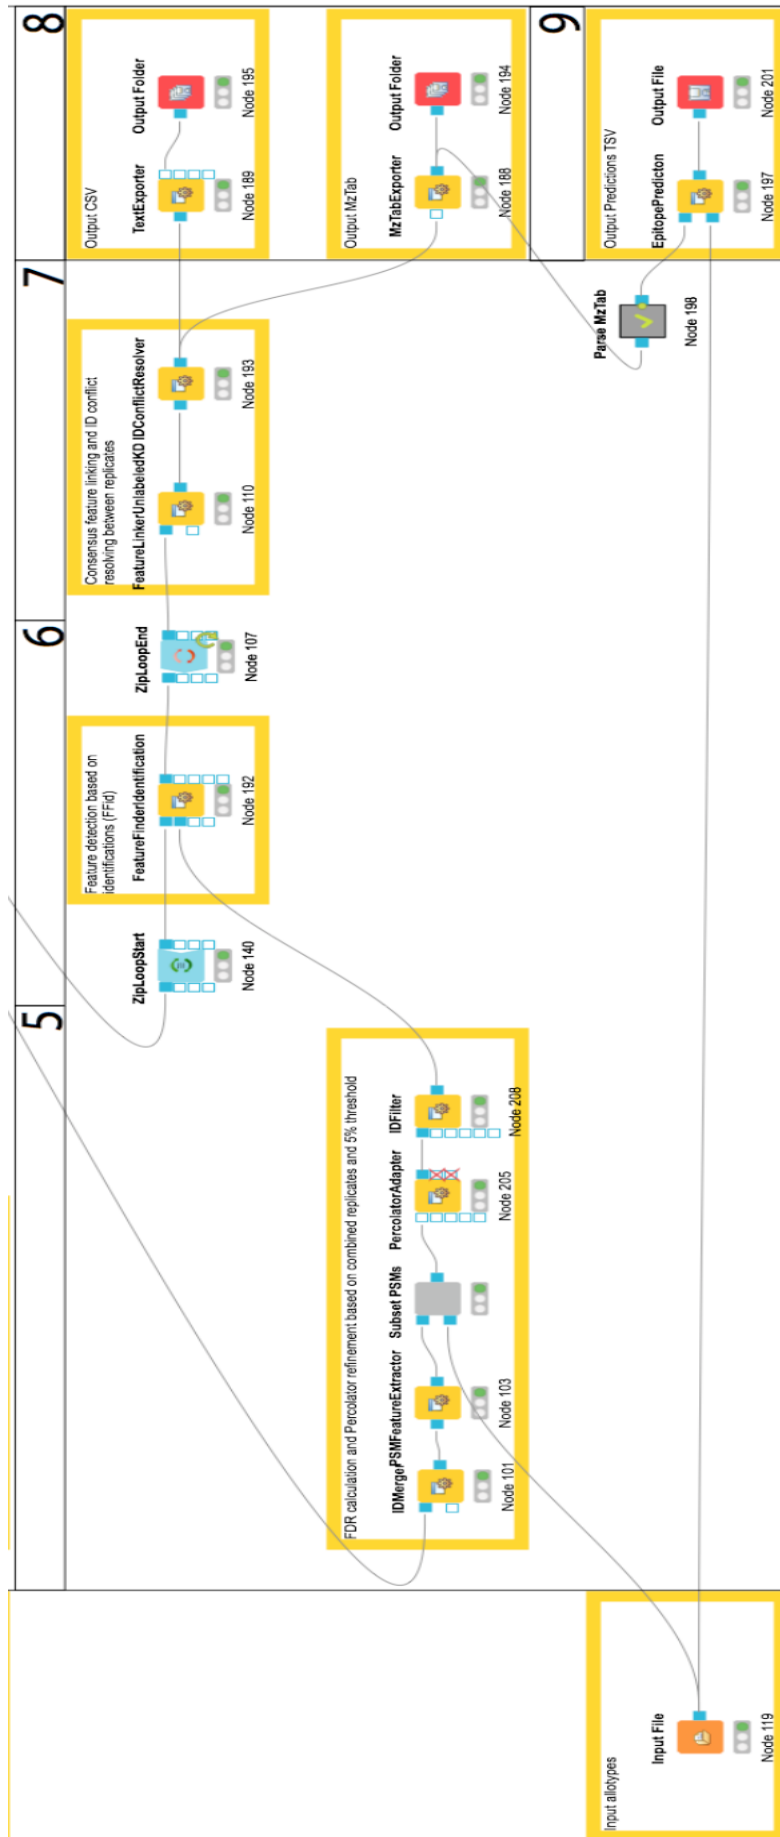 5
6
7
8
9
Input allotypes
Input File
Node 119
FDR calculation and Percolator refinement based on combined replicates and 5% threshold
IDMerger
PSMFeatureExtractor
Subset PSMs
PercolatorAdapter
IDFilter
Node 101
Node 103
Node 205
Node 208
ZipLoopStart
Node 140
Feature detection based on
identifications (FFid)
FeatureFinderIdentification
Node 192
ZipLoopEnd
Node 107
Consensus feature linking and ID conflict
resolving between replicates
FeatureLinkerUnlabeledKD
IDConflictResolver
Node 110
Node 193
Output CSV
TextExporter
Output Folder
Node 189
Node 195
Output MzTab
MzTabExporter
Output Folder
Node 188
Node 194
Parse MzTab
Node 198
Output Predictions TSV
EpitopePredicton
Output File
Node 197
Node 201